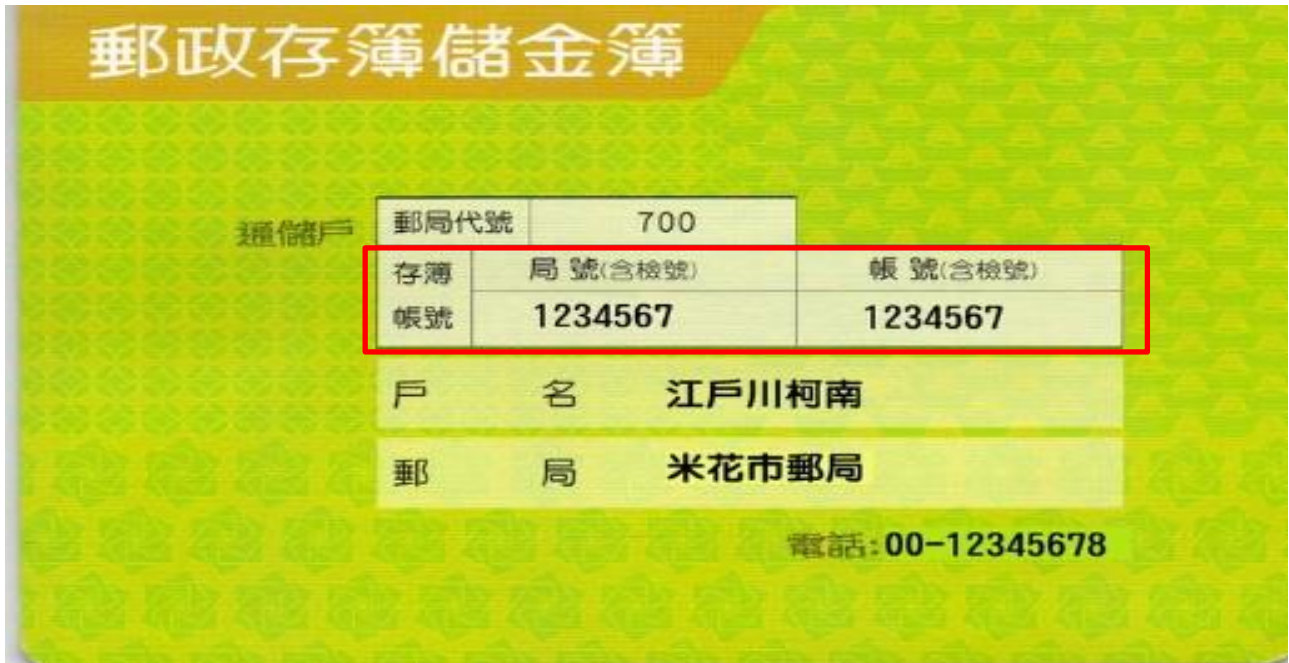 郵政存簿儲金簿
通儲戶
郵局代號 700
存簿帳號 局號(含檢號) 帳號(含檢號)
1234567 1234567
戶名 江戶川柯南
郵局 米花市郵局
電話:00-12345678